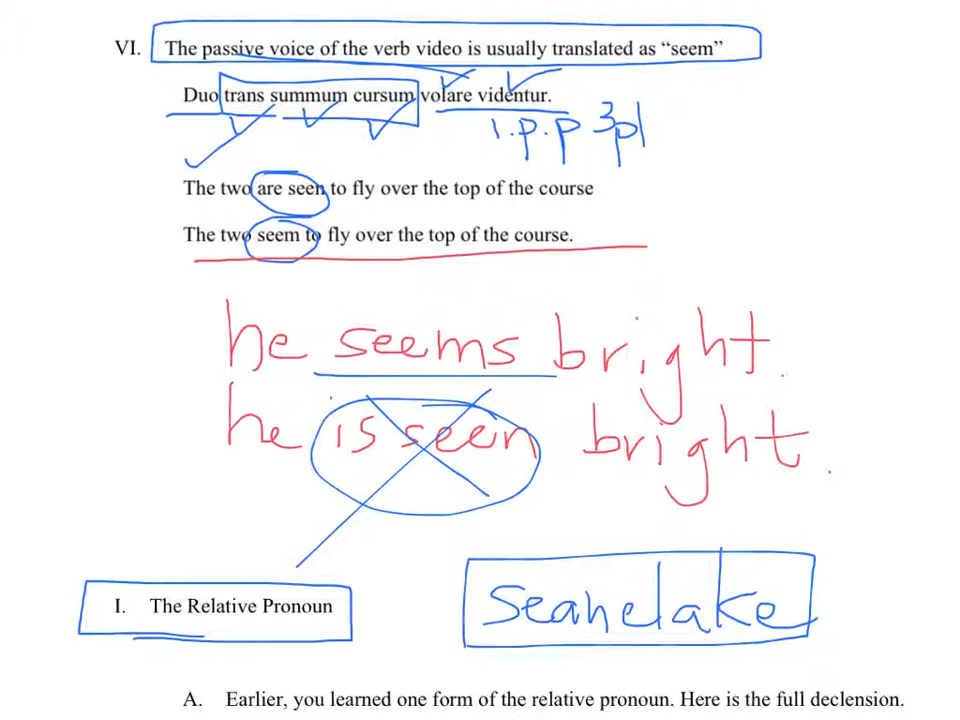 VI. The passive voice of the verb video is usually translated as “seem”
Duo trans summum cursum volare videntur.
1.p.p 3pl
The two are seen to fly over the top of the course
The two seem to fly over the top of the course.
he seems bright.
he is seen bright.
I. The Relative Pronoun
seanelake
A. Earlier, you learned one form of the relative pronoun. Here is the full declension.